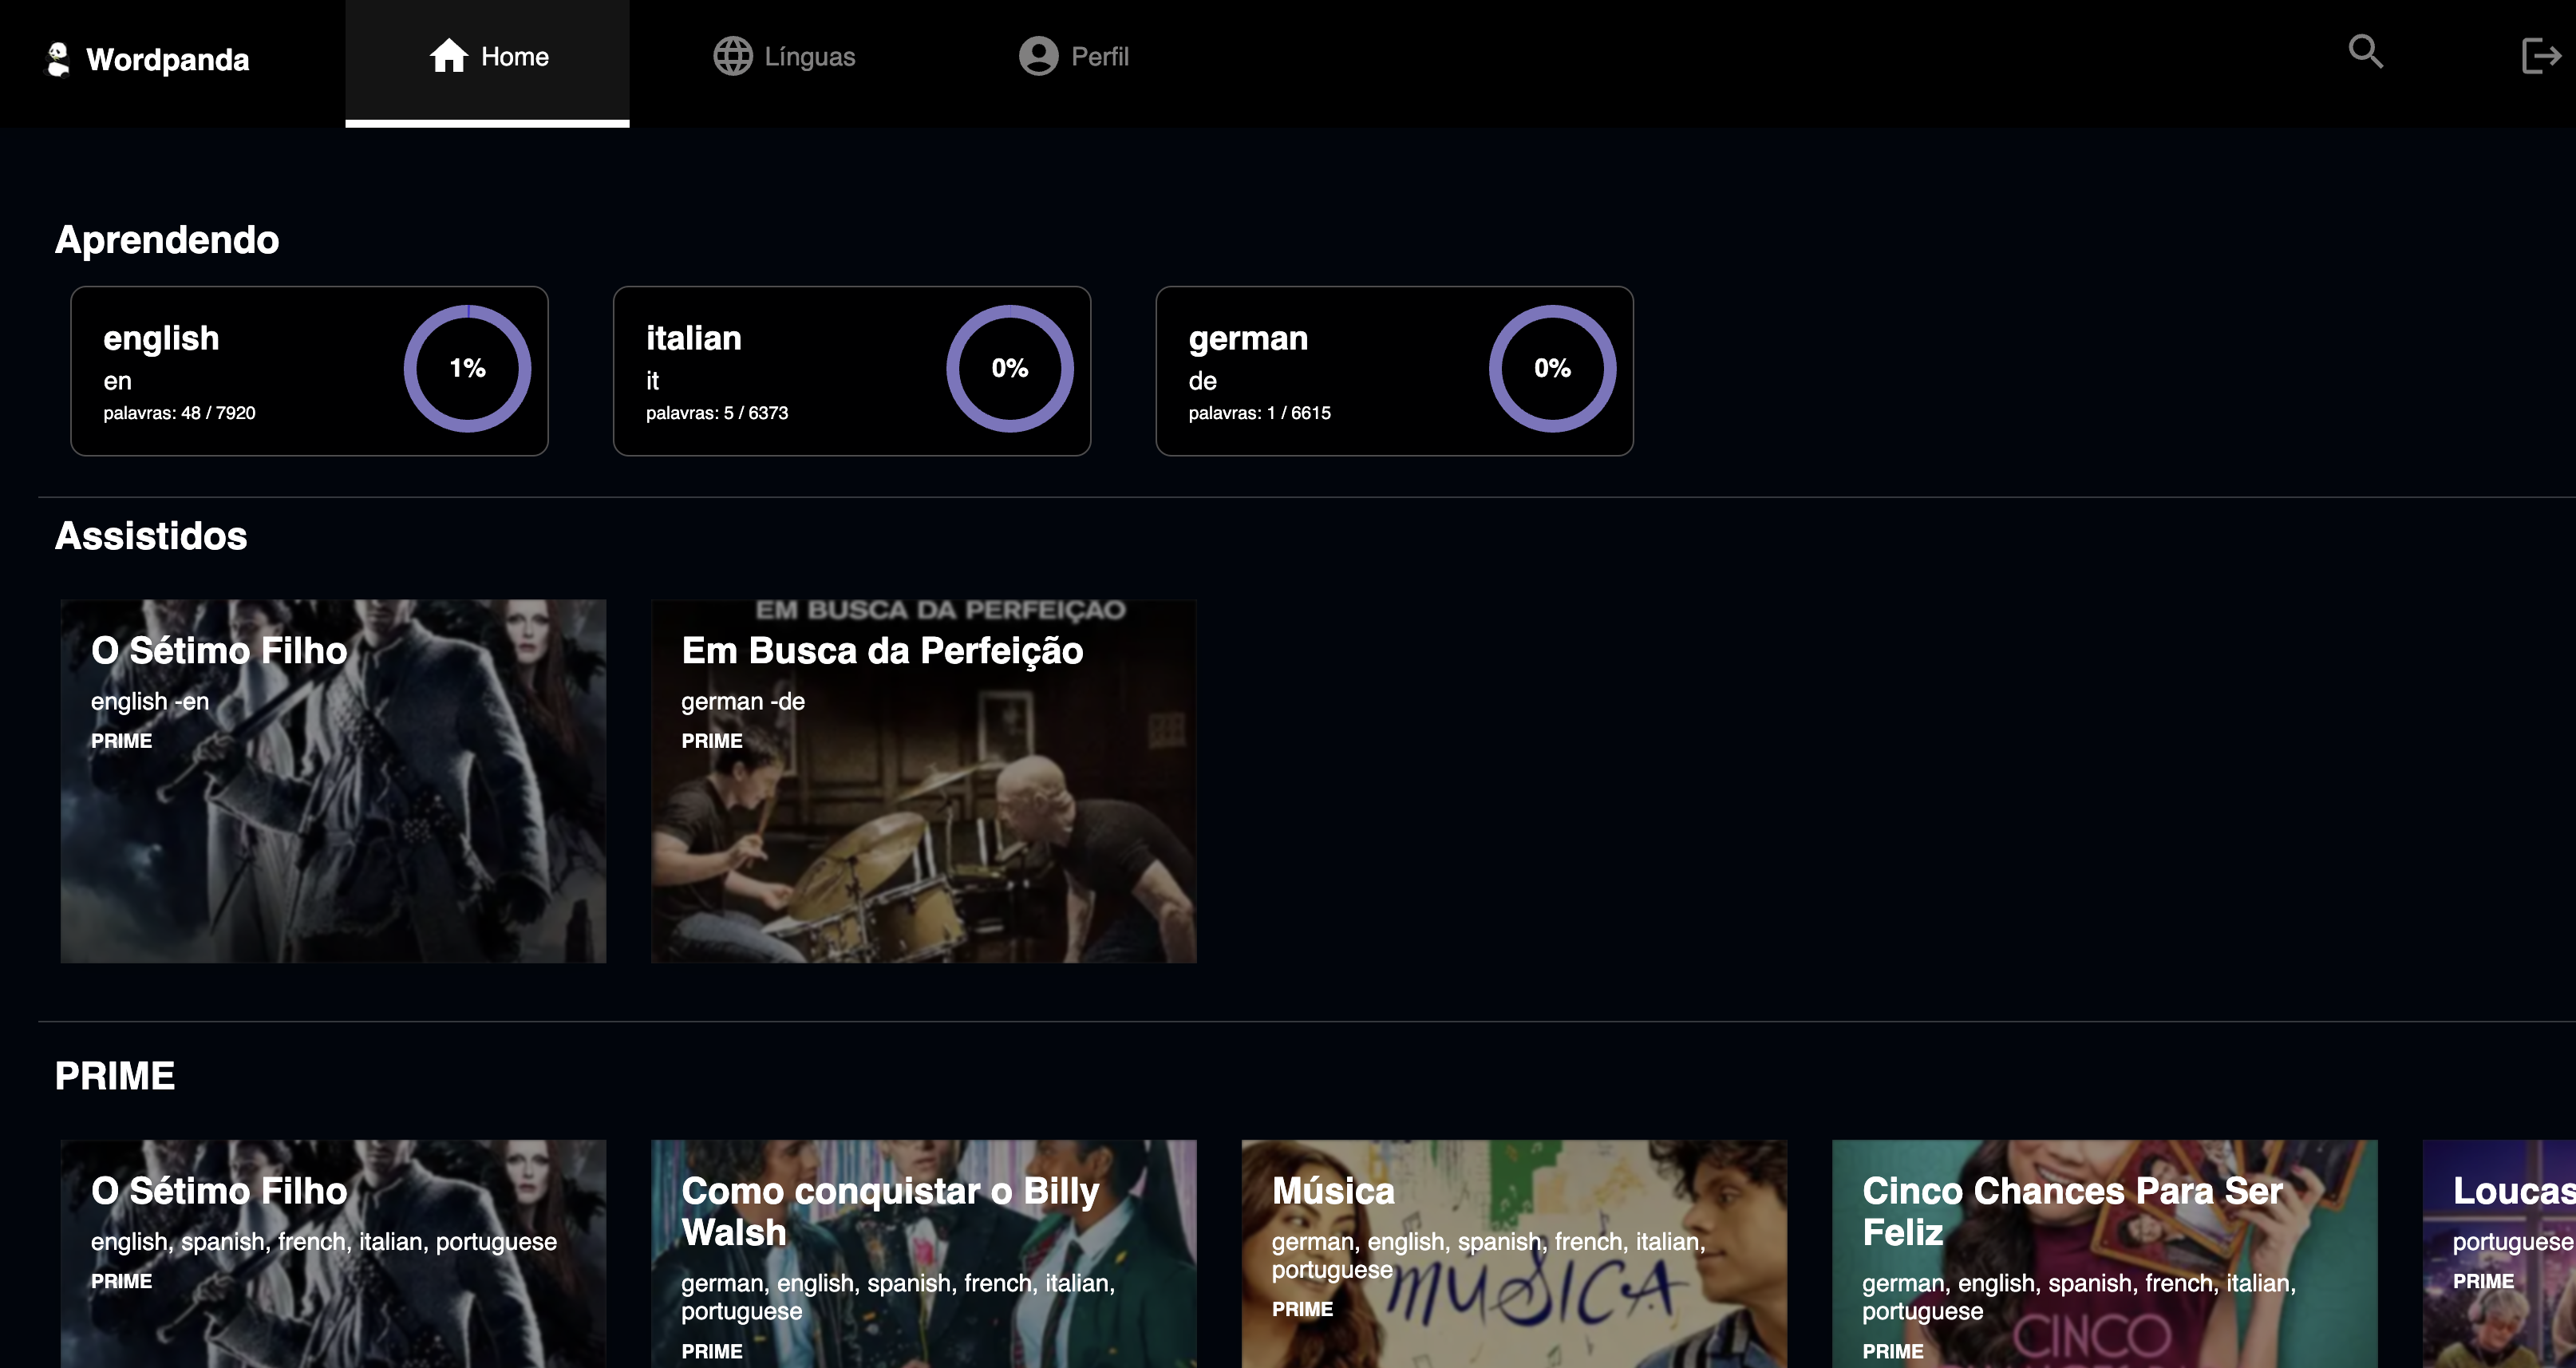 Wordpanda
Home
Línguas
Perfil
Aprendendo
english
en
palavras: 48 / 7920
1%
italian
it
palavras: 5 / 6373
0%
german
de
palavras: 1 / 6615
0%
Assistidos
O Sétimo Filho
english -en
PRIME
EM BUSCA DA PERFEIÇÃO
Em Busca da Perfeição
german -de
PRIME
PRIME
O Sétimo Filho
english, spanish, french, italian, portuguese
PRIME
Como conquistar o Billy
Walsh
german, english, spanish, french, italian,
portuguese
PRIME
Música
german, english, spanish, french, italian,
portuguese
PRIME
MUSICA
Cinco Chances Para Ser
Feliz
german, english, spanish, french, italian,
portuguese
PRIME
CINCO
Loucas
portuguese
PRIME